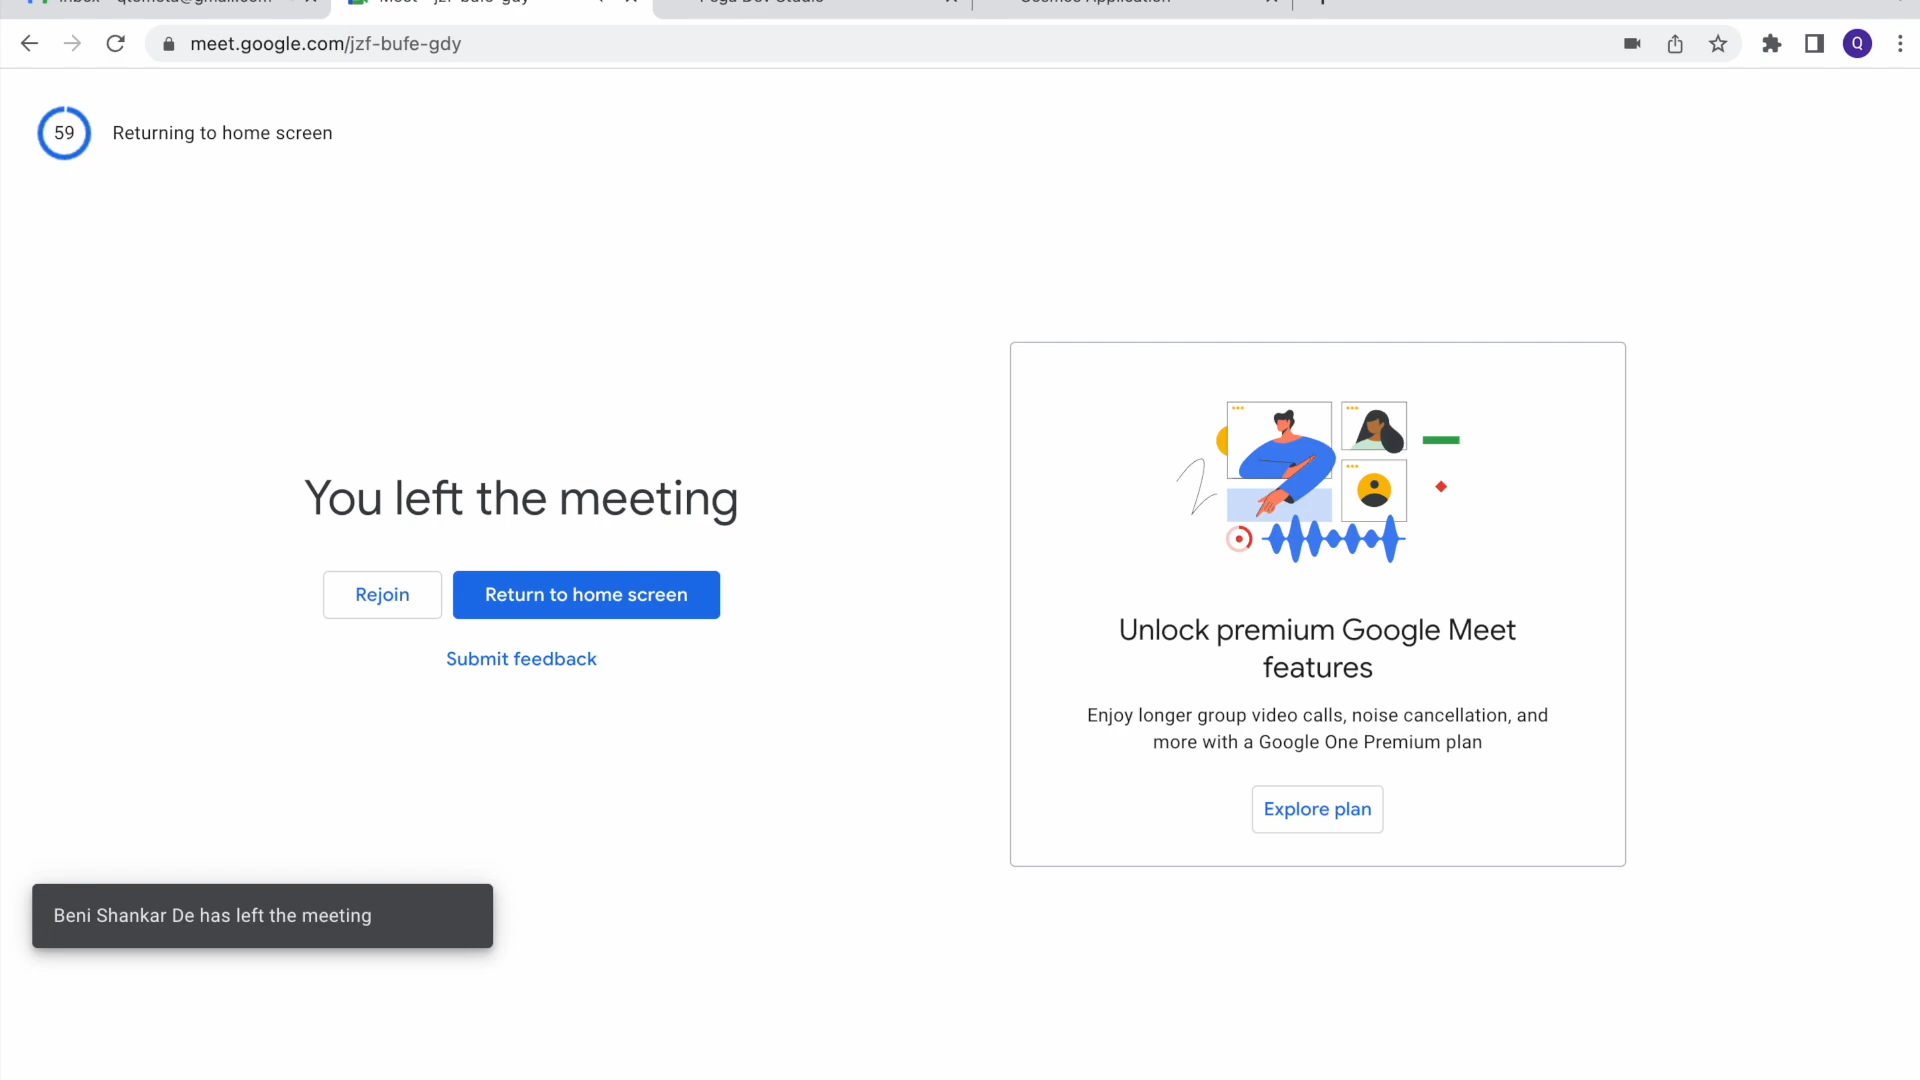 meet.google.com/jzf-bufe-gdy
Q
59
Returning to home screen
You left the meeting
Rejoin
Return to home screen
Submit feedback
Unlock premium Google Meet
features
Enjoy longer group video calls, noise cancellation, and
more with a Google One Premium plan
Explore plan
Beni Shankar De has left the meeting